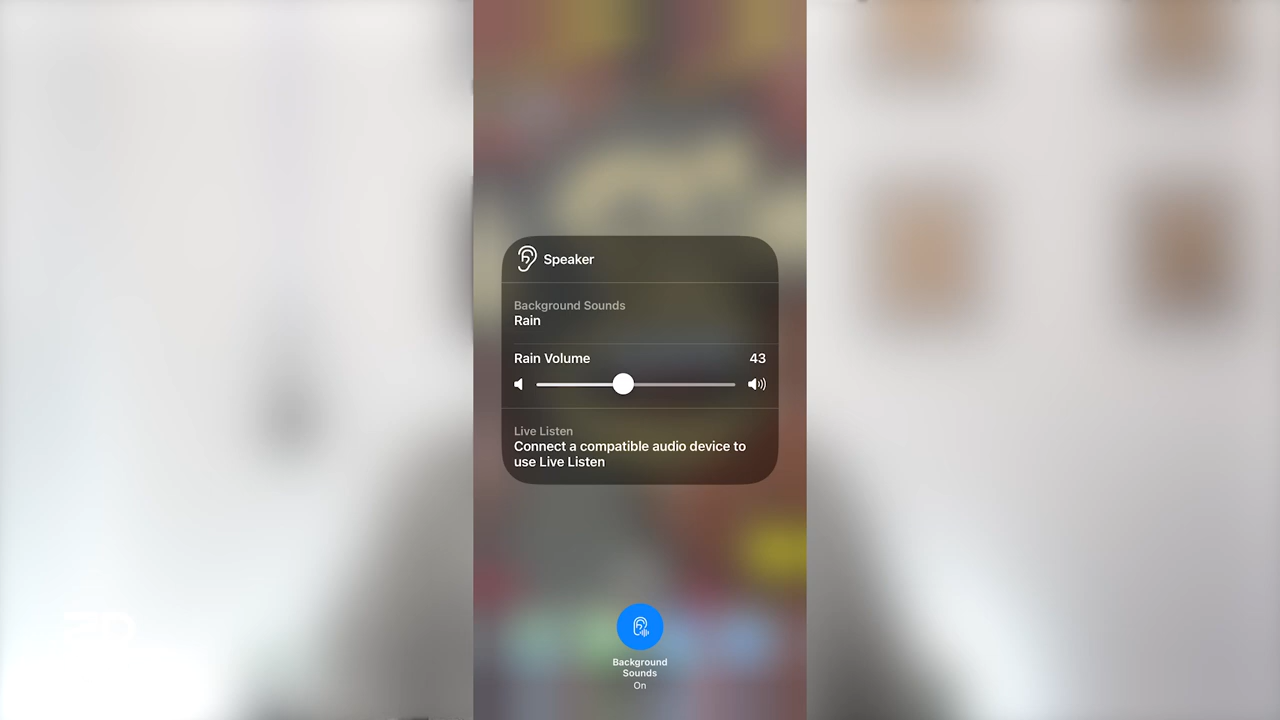 Speaker
Background Sounds
Rain
Rain Volume 43
Live Listen
Connect a compatible audio device to
use Live Listen
Background
Sounds
On